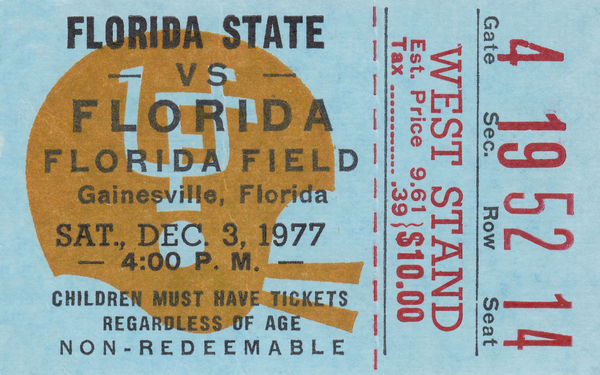 FLORIDA STATE
— VS —
FLORIDA
FLORIDA FIELD
Gainesville, Florida
SAT., DEC. 3, 1977
— 4:00 P. M. —
CHILDREN MUST HAVE TICKETS
REGARDLESS OF AGE
NON-REDEEMABLE
WEST STAND
Est. Price 9.61
Tax ............ .39
} $10.00
Gate Sec. Row Seat
4 19 52 14